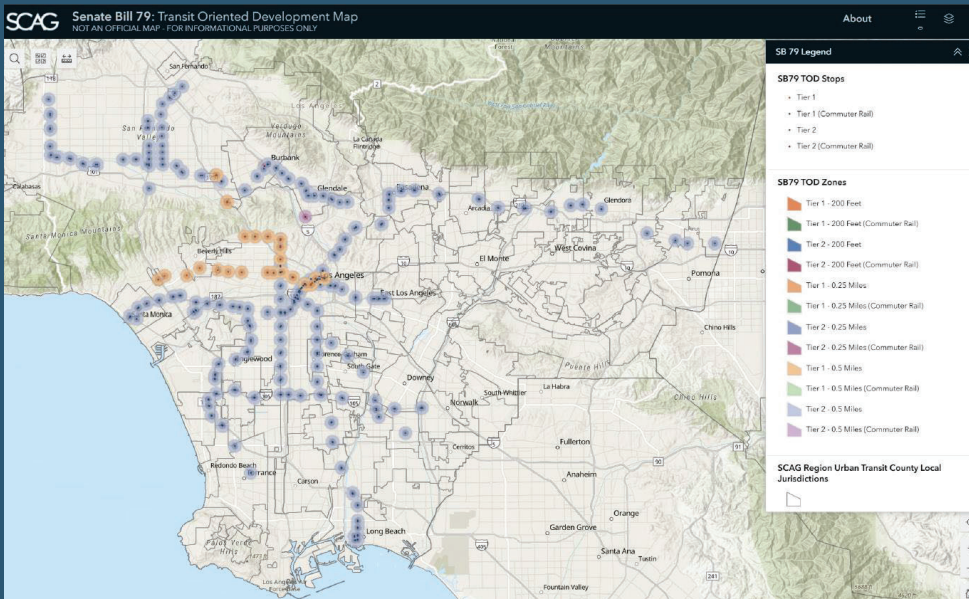 SCAG
Senate Bill 79: Transit Oriented Development Map
NOT AN OFFICIAL MAP - FOR INFORMATIONAL PURPOSES ONLY
About
SB 79 Legend
SB79 TOD Stops
Tier 1
Tier 1 (Commuter Rail)
Tier 2
Tier 2 (Commuter Rail)
SB79 TOD Zones
Tier 1 - 200 Feet
Tier 1 - 200 Feet (Commuter Rail)
Tier 2 - 200 Feet
Tier 2 - 200 Feet (Commuter Rail)
Tier 1 - 0.25 Miles
Tier 1 - 0.25 Miles (Commuter Rail)
Tier 2 - 0.25 Miles
Tier 2 - 0.25 Miles (Commuter Rail)
Tier 1 - 0.5 Miles
Tier 1 - 0.5 Miles (Commuter Rail)
Tier 2 - 0.5 Miles
Tier 2 - 0.5 Miles (Commuter Rail)
SCAG Region Urban Transit County Local
Jurisdictions
San Fernando
Los Angeles
Verdugo
Mountains
La Cañada
Flintridge
Burbank
Calabasas
Glendale
Glendora
Arcadia
Santa Monica Mountains
Beverly Hills
West Covina
El Monte
Angeles
Pomona
East Los Angeles
Chino Hills
South Gate
Puente Hills
Downey
La Habra
South Whittier
Chino Hills
Norwalk
Cerritos
Fullerton
Redondo Beach
Carson
Anaheim
Orange
Long Beach
Garden Grove
Palos Verdes
Hills
Santa Ana
Tustin
Fountain Valley